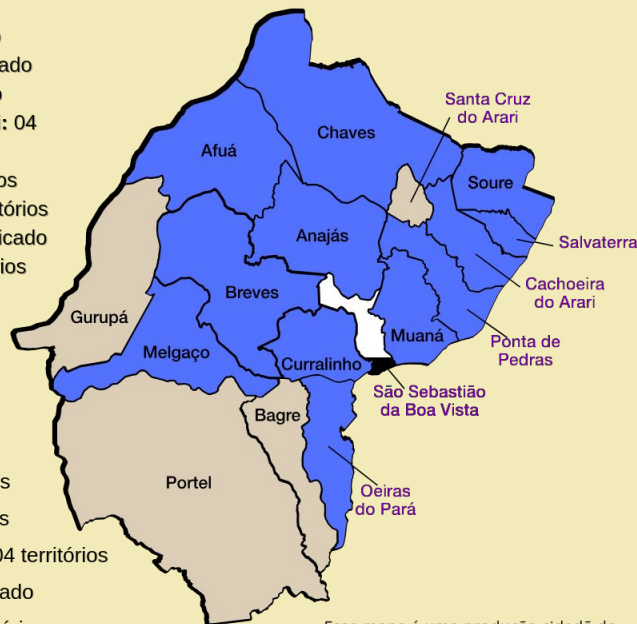 ado
i: 04
os
tórios
icado
ios
Santa Cruz
do Arari
Chaves
Afuá
Soure
Anajás
Salvaterra
Cachoeira
do Arari
Breves
Gurupá
Muaná
Ponta de
Pedras
Melgaço
Curralinho
São Sebastião
da Boa Vista
Bagre
Portel
Oeiras
do Pará
s
s
04 territórios
ado